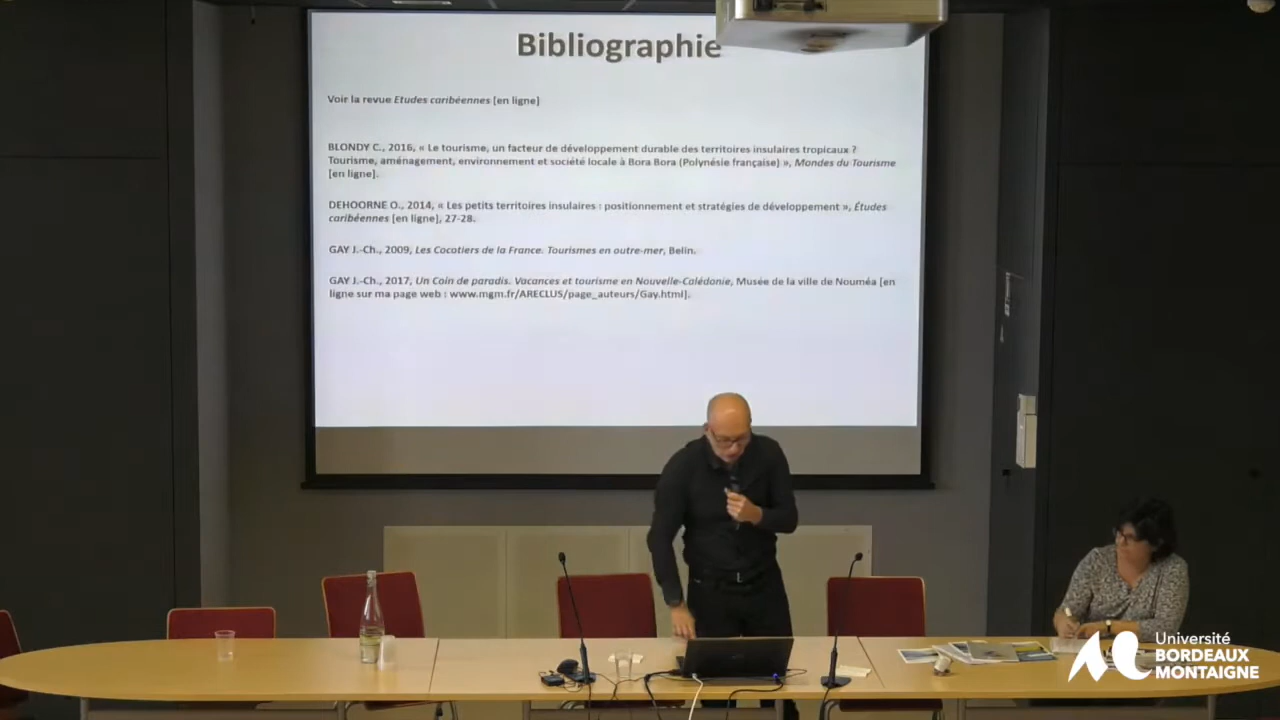 Bibliographie
Voir la revue Etudes caribéennes [en ligne]
BLONDY C., 2016, « Le tourisme, un facteur de développement durable des territoires insulaires tropicaux ?
Tourisme, aménagement, environnement et société locale à Bora Bora (Polynésie française) », Mondes du Tourisme
[en ligne].
DEHOORNE O., 2014, « Les petits territoires insulaires : positionnement et stratégies de développement », Études
caribéennes [en ligne], 27-28.
GAY J.-Ch., 2009, Les Cocotiers de la France. Tourismes en outre-mer, Belin.
GAY J.-Ch., 2017, Un Coin de paradis. Vacances et tourisme en Nouvelle-Calédonie, Musée de la ville de Nouméa [en
ligne sur ma page web : www.mgm.fr/ARECLUS/page_auteurs/Gay.html].
Université
BORDEAUX
MONTAIGNE